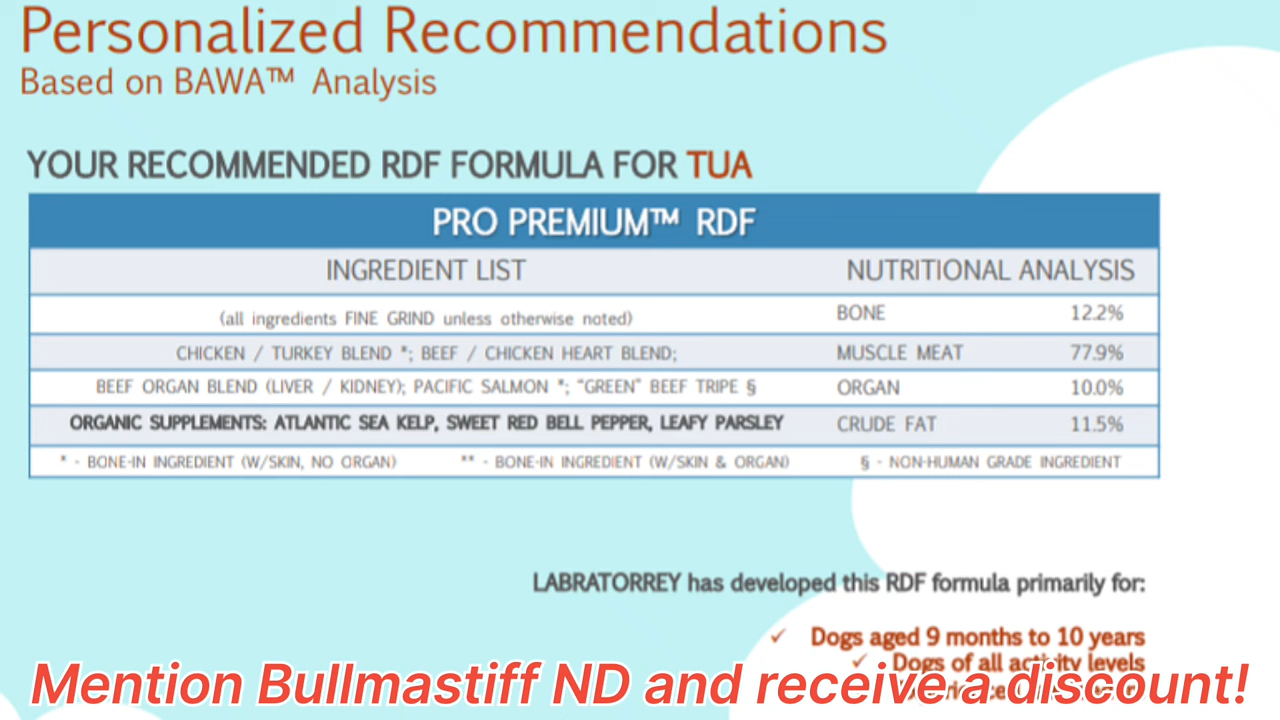 Personalized Recommendations
Based on BAWA™ Analysis
YOUR RECOMMENDED RDF FORMULA FOR TUA
PRO PREMIUM™ RDF
INGREDIENT LIST NUTRITIONAL ANALYSIS
(all ingredients FINE GRIND unless otherwise noted) BONE 12.2%
CHICKEN / TURKEY BLEND *; BEEF / CHICKEN HEART BLEND; MUSCLE MEAT 77.9%
BEEF ORGAN BLEND (LIVER / KIDNEY); PACIFIC SALMON *; "GREEN" BEEF TRIPE § ORGAN 10.0%
ORGANIC SUPPLEMENTS: ATLANTIC SEA KELP, SWEET RED BELL PEPPER, LEAFY PARSLEY CRUDE FAT 11.5%
* - BONE-IN INGREDIENT (W/SKIN, NO ORGAN) ** - BONE-IN INGREDIENT (W/SKIN & ORGAN) § - NON-HUMAN GRADE INGREDIENT
LABRATORREY has developed this RDF formula primarily for:
✓ Dogs aged 9 months to 10 years
✓ Dogs of all activity levels
Mention Bullmastiff ND and receive a discount!